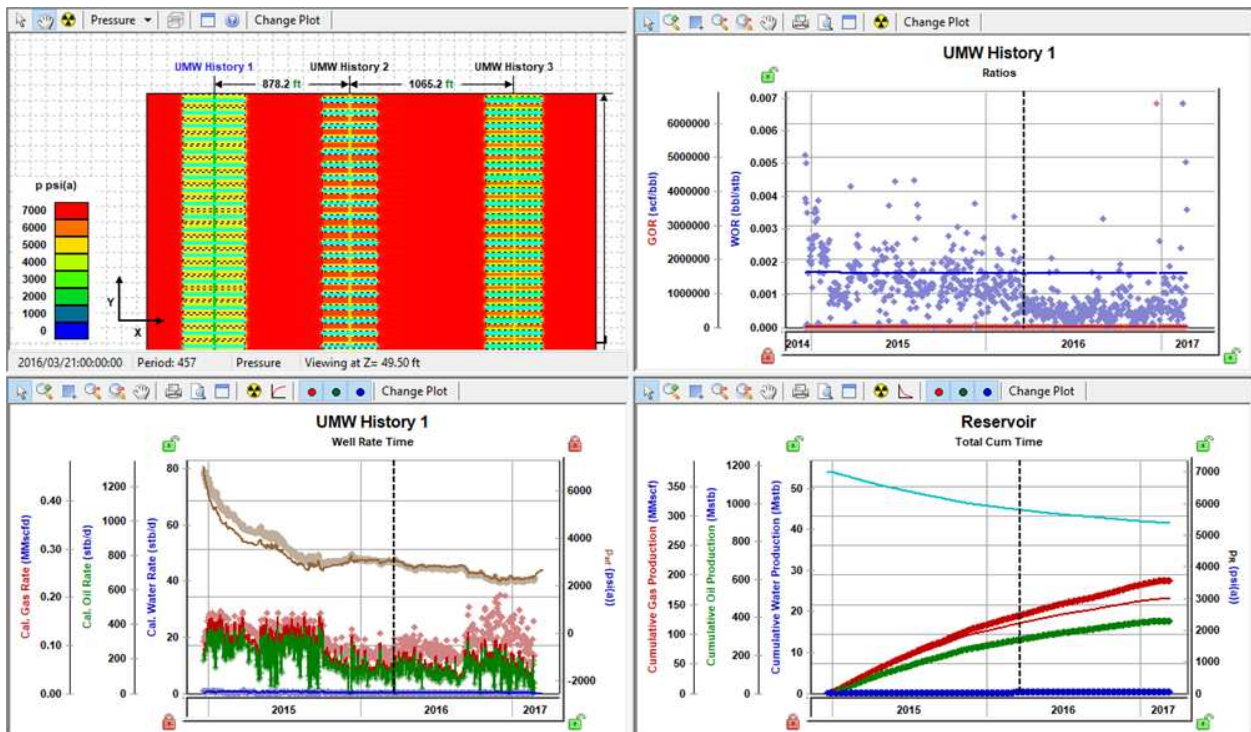 Pressure
Change Plot
UMW History 1
UMW History 2
UMW History 3
878.2 ft
1065.2 ft
p psi(a)
7000
6000
5000
4000
3000
2000
1000
0
Y
X
2016/03/21:00:00:00
Period: 457
Pressure
Viewing at Z= 49.50 ft
Change Plot
UMW History 1
Ratios
GOR (scf/bbl)
6000000
5000000
4000000
3000000
2000000
1000000
0
WOR (bbl/stb)
0.007
0.006
0.005
0.004
0.003
0.002
0.001
0.000
2014
2015
2016
2017
Change Plot
UMW History 1
Well Rate Time
Cal. Gas Rate (MMscfd)
0.40
0.30
0.20
0.10
0.00
Cal. Oil Rate (stb/d)
1200
1000
800
600
400
200
0
Cal. Water Rate (stb/d)
80
60
40
20
0
6000
4000
2000
0
-2000
(psi(a))
2015
2016
2017
Change Plot
Reservoir
Total Cum Time
Cumulative Gas Production (MMscf)
350
300
250
200
150
100
50
0
Cumulative Oil Production (Mstb)
1200
1000
800
600
400
200
0
Cumulative Water Production (Mstb)
50
40
30
20
10
0
7000
6000
5000
4000
3000
2000
1000
0
(psi(a))
2015
2016
2017